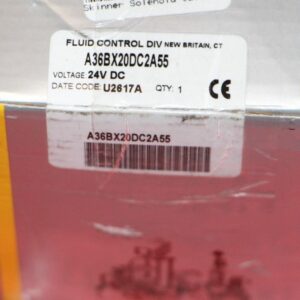 Skinner Solenoid
FLUID CONTROL DIV NEW BRITAIN, CT
A36BX20DC2A55
VOLTAGE 24V DC
DATE CODE: U2617A QTY: 1
CE
A36BX20DC2A55